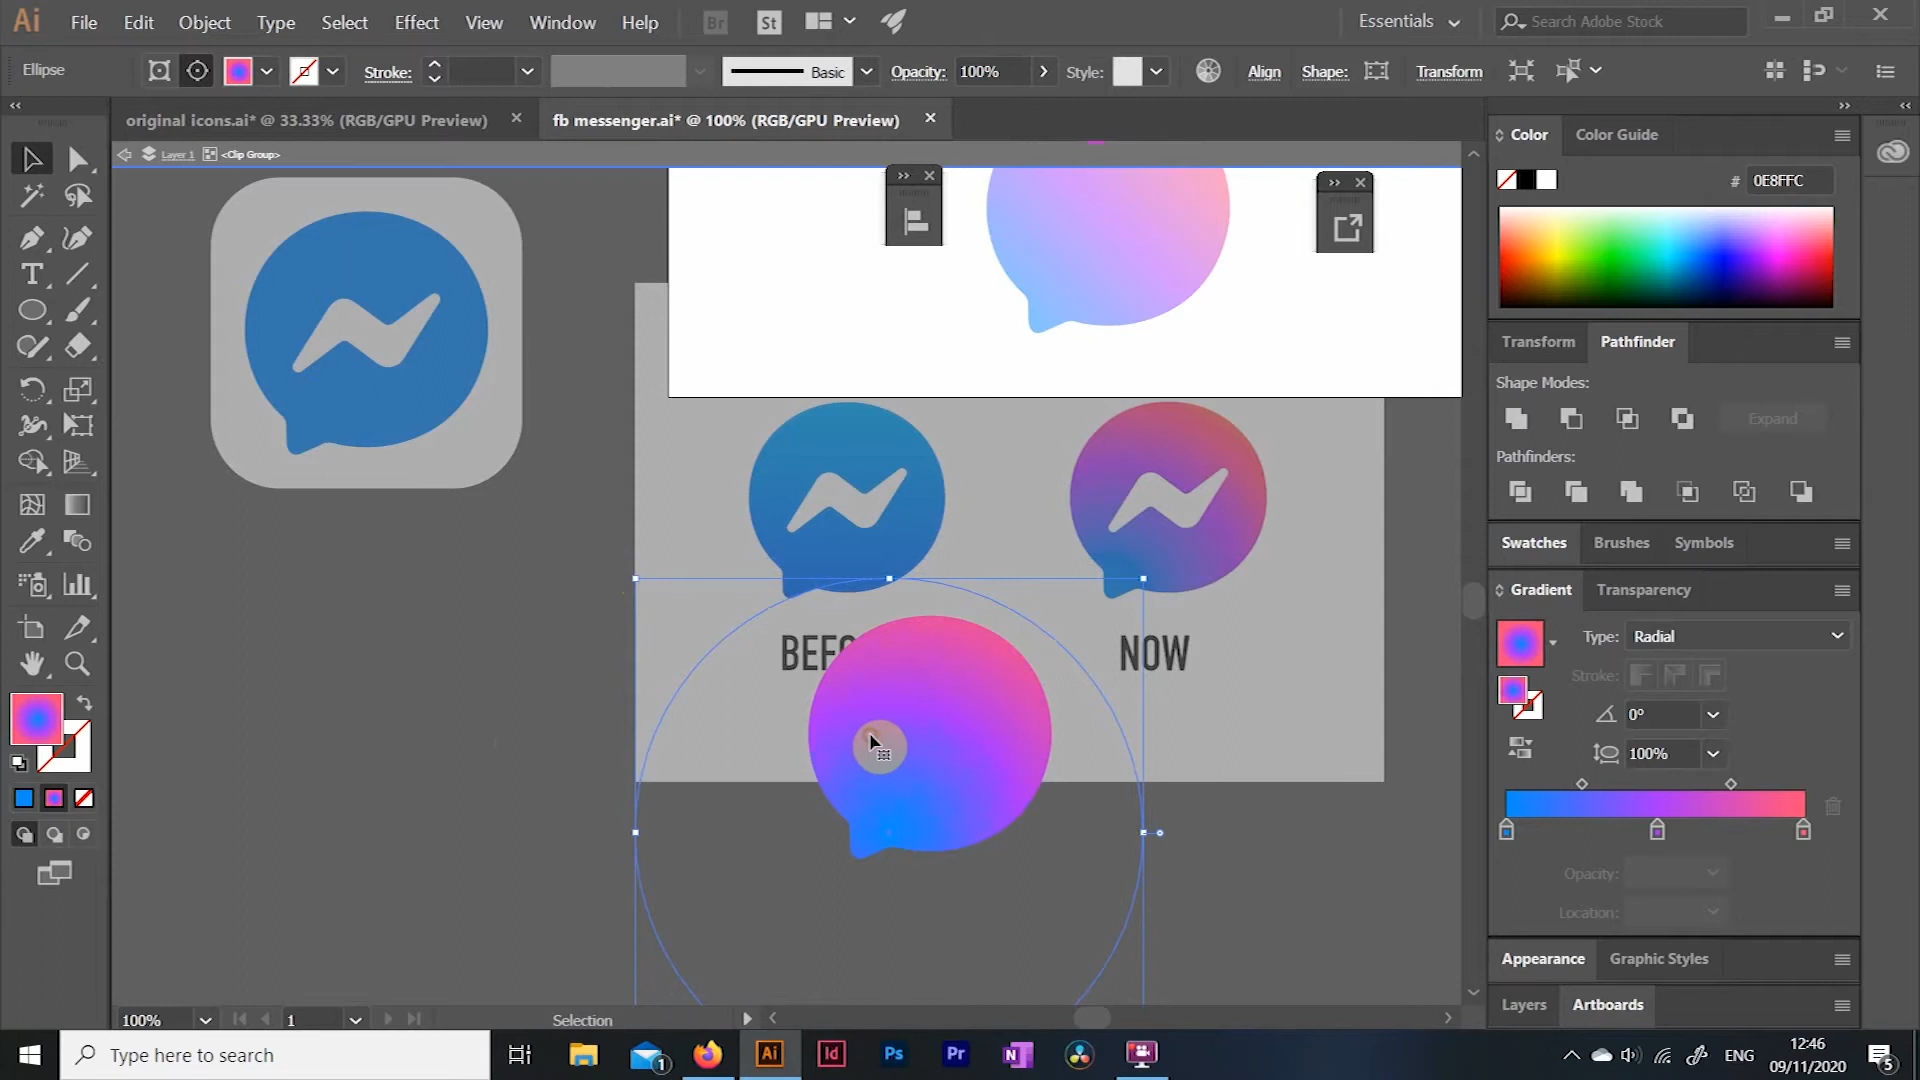 Ai File Edit Object Type Select Effect View Window Help Br St Essentials Search Adobe Stock
Ellipse Stroke: Basic Opacity: 100% Style: Align Shape: Transform
original icons.ai* @ 33.33% (RGB/GPU Preview) fb messenger.ai* @ 100% (RGB/GPU Preview)
Layer 1 <Clip Group>
Color Color Guide
# 0E8FFC
Transform Pathfinder
Shape Modes:
Expand
Pathfinders:
Swatches Brushes Symbols
Gradient Transparency
Type: Radial
Stroke:
0°
100%
Opacity:
Location:
Appearance Graphic Styles
Layers Artboards
BEFO
NOW
100% 1 Selection
Type here to search 1 Ai Id Ps Pr N ENG 12:46
09/11/2020 5